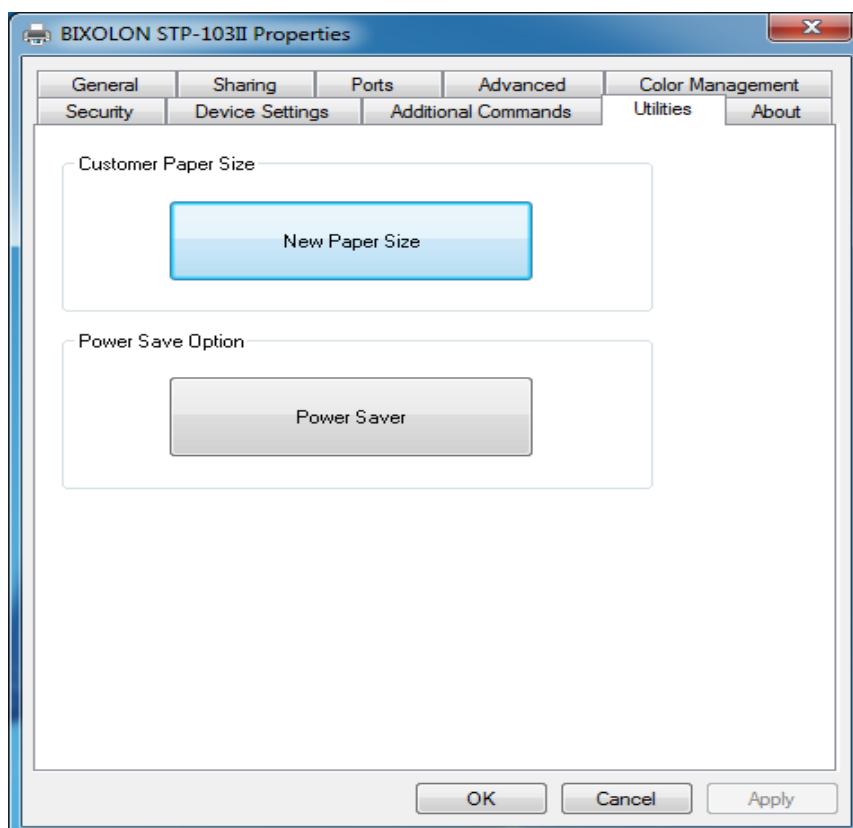 BIXOLON STP-103II Properties
General Sharing Ports Advanced Color Management
Security Device Settings Additional Commands Utilities About
Customer Paper Size
New Paper Size
Power Save Option
Power Saver
OK Cancel Apply